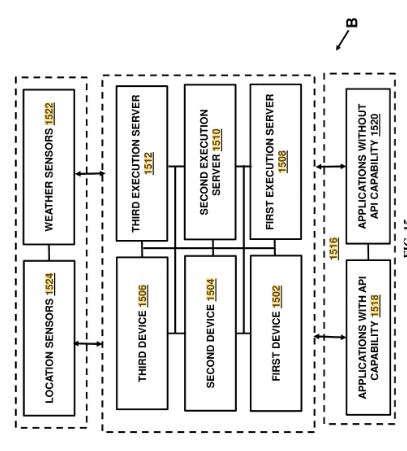 B
WEATHER SENSORS 1522
LOCATION SENSORS 1524
THIRD EXECUTION SERVER
1512
THIRD DEVICE 1506
SECOND EXECUTION
SERVER 1510
SECOND DEVICE 1504
FIRST EXECUTION SERVER
1508
FIRST DEVICE 1502
1516
APPLICATIONS WITHOUT
API CAPABILITY 1520
APPLICATIONS WITH API
CAPABILITY 1518